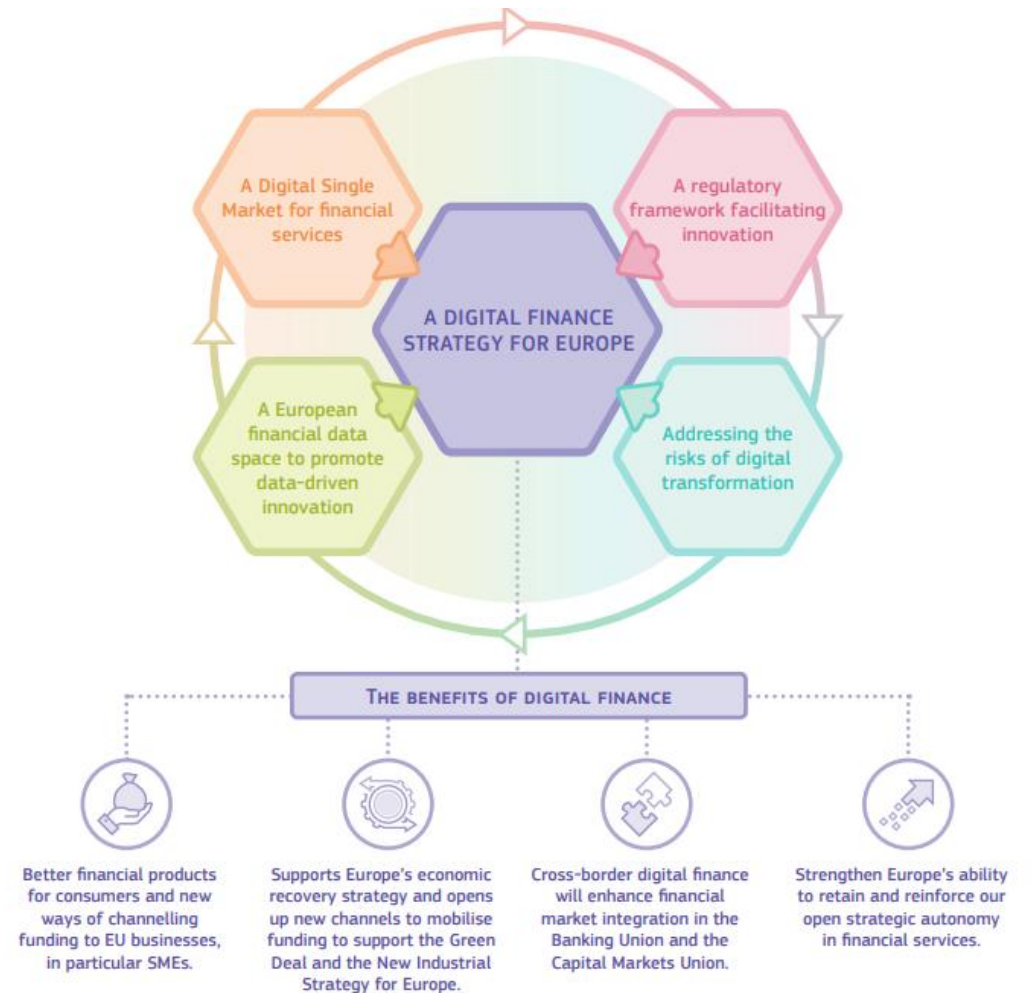 A Digital Single
Market for financial
services
A regulatory
framework facilitating
innovation
A DIGITAL FINANCE
STRATEGY FOR EUROPE
A European
financial data
space to promote
data-driven
innovation
Addressing the
risks of digital
transformation
THE BENEFITS OF DIGITAL FINANCE
Better financial products
for consumers and new
ways of channelling
funding to EU businesses,
in particular SMEs.
Supports Europe's economic
recovery strategy and opens
up new channels to mobilise
funding to support the Green
Deal and the New Industrial
Strategy for Europe.
Cross-border digital finance
will enhance financial
market integration in the
Banking Union and the
Capital Markets Union.
Strengthen Europe's ability
to retain and reinforce our
open strategic autonomy
in financial services.